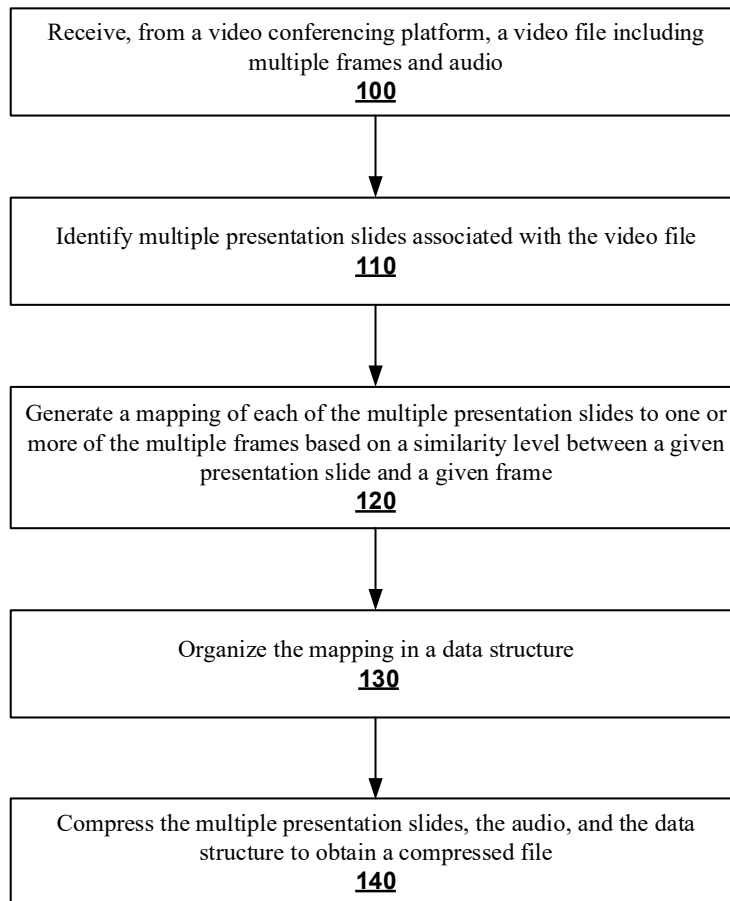 Receive, from a video conferencing platform, a video file including
multiple frames and audio
100
Identify multiple presentation slides associated with the video file
110
Generate a mapping of each of the multiple presentation slides to one or
more of the multiple frames based on a similarity level between a given
presentation slide and a given frame
120
Organize the mapping in a data structure
130
Compress the multiple presentation slides, the audio, and the data
structure to obtain a compressed file
140